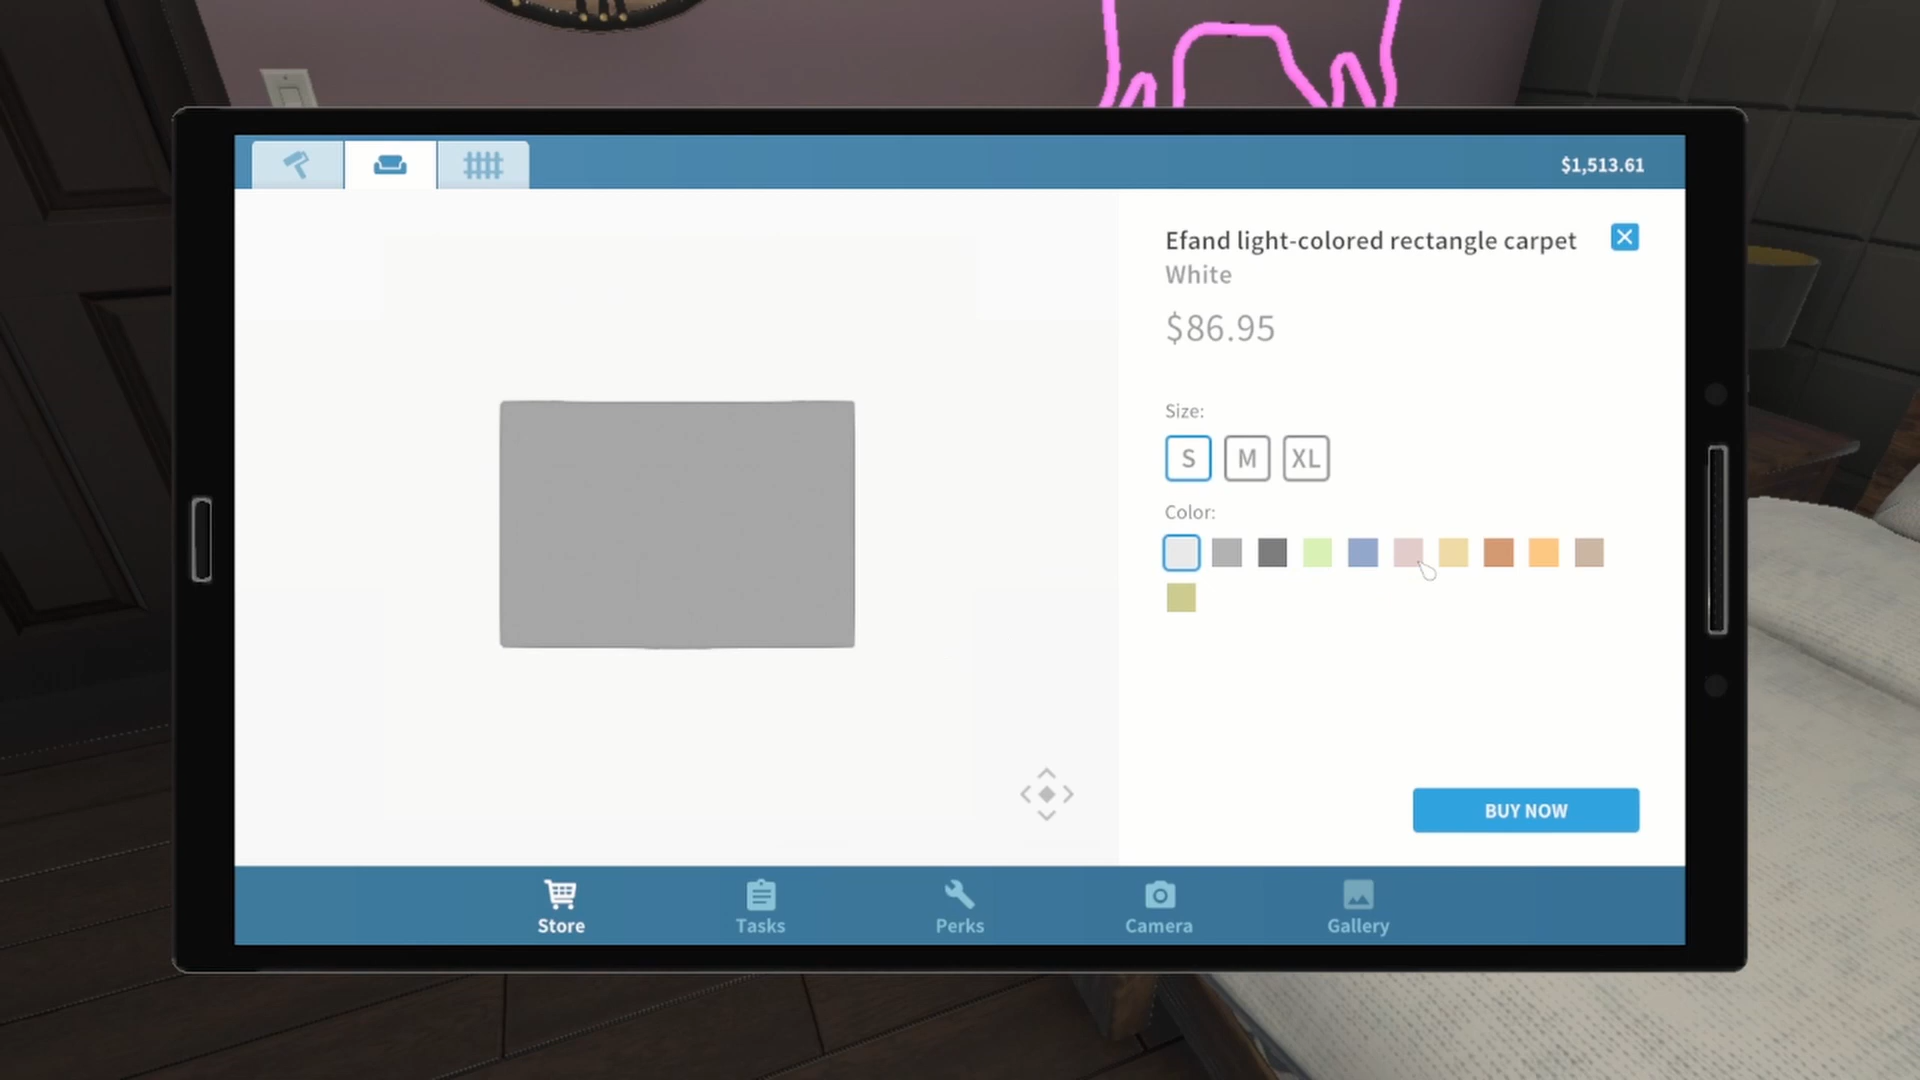 $1,513.61
Efand light-colored rectangle carpet
White
$86.95
Size:
S M XL
Color:
BUY NOW
Store Tasks Perks Camera Gallery